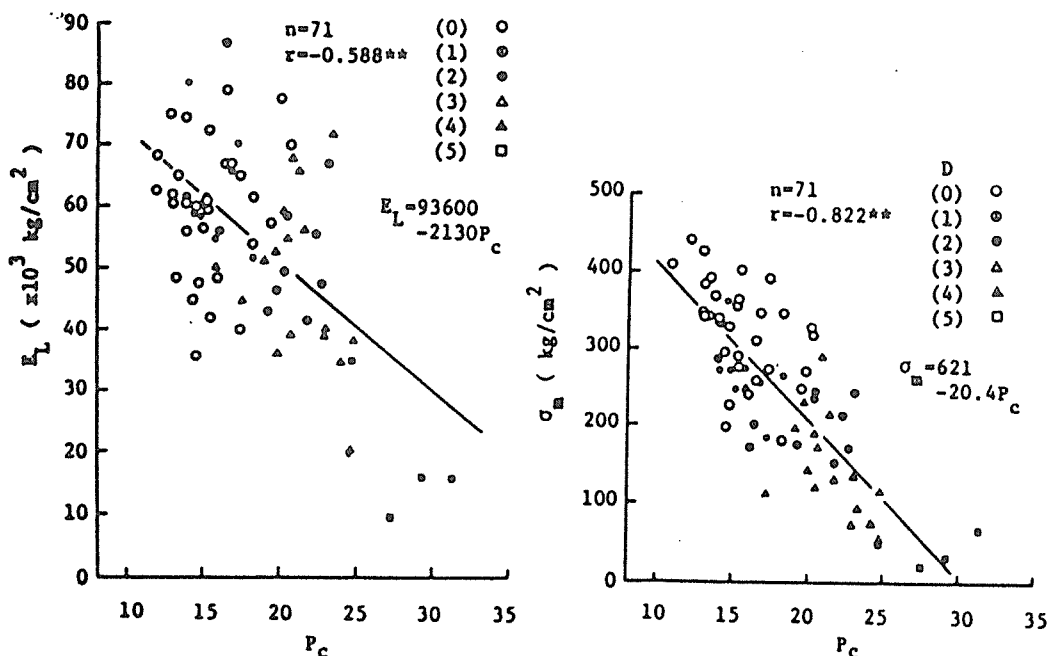 90
80
70
60
50
40
30
20
10
0
E_L ( x10^3 kg/cm^2 )
n=71
r=-0.588**
(0)
(1)
(2)
(3)
(4)
(5)
E_L=93600
-2130P_c
10 15 20 25 30 35
P_c
500
400
300
200
100
0
( kg/cm^2 )
n=71
r=-0.822**
D
(0)
(1)
(2)
(3)
(4)
(5)
σ =621
-20.4P_c
10 15 20 25 30 35
P_c